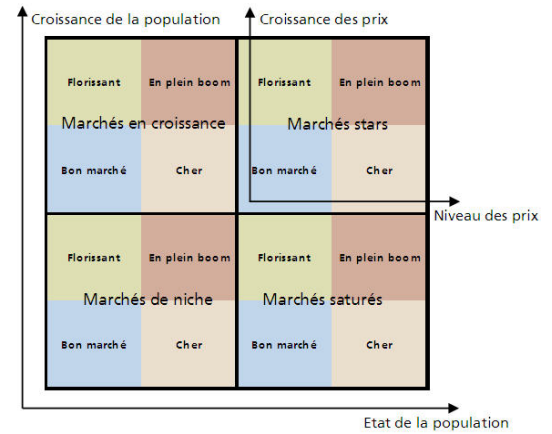 Croissance de la population
Croissance des prix
Florissant
En plein boom
Florissant
En plein boom
Marchés en croissance
Marchés stars
Bon marché
Cher
Bon marché
Cher
Niveau des prix
Florissant
En plein boom
Florissant
En plein boom
Marchés de niche
Marchés saturés
Bon marché
Cher
Bon marché
Cher
Etat de la population